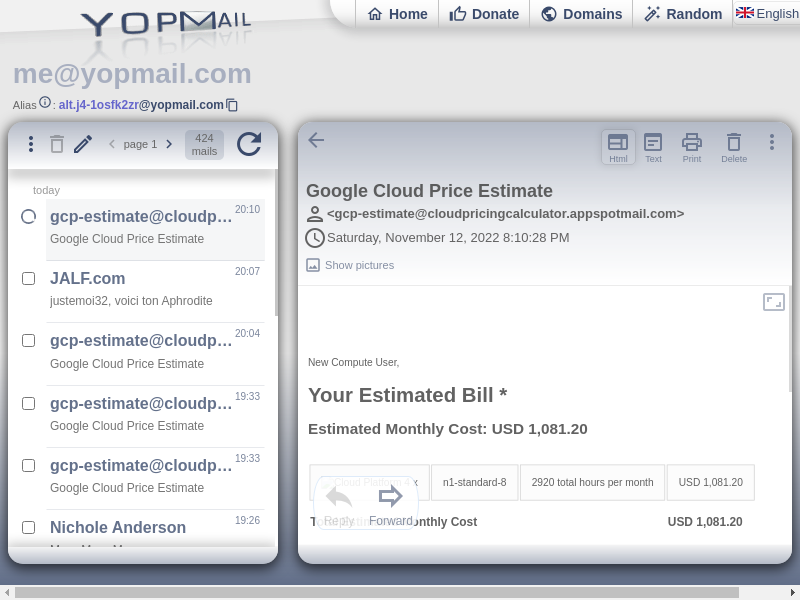 YOPMail
Home
Donate
Domains
Random
English
me@yopmail.com
Alias : alt.j4-1osfk2zr@yopmail.com
page 1
424
mails
today
gcp-estimate@cloudp... 20:10
Google Cloud Price Estimate
JALF.com 20:07
justemoi32, voici ton Aphrodite
gcp-estimate@cloudp... 20:04
Google Cloud Price Estimate
gcp-estimate@cloudp... 19:33
Google Cloud Price Estimate
gcp-estimate@cloudp... 19:33
Google Cloud Price Estimate
Nichole Anderson 19:26
Html
Text
Print
Delete
Google Cloud Price Estimate
<gcp-estimate@cloudpricingcalculator.appspotmail.com>
Saturday, November 12, 2022 8:10:28 PM
Show pictures
New Compute User,
Your Estimated Bill *
Estimated Monthly Cost: USD 1,081.20
Cloud Platform 4 x n1-standard-8 2920 total hours per month USD 1,081.20
Reply
Forward
Monthly Cost USD 1,081.20